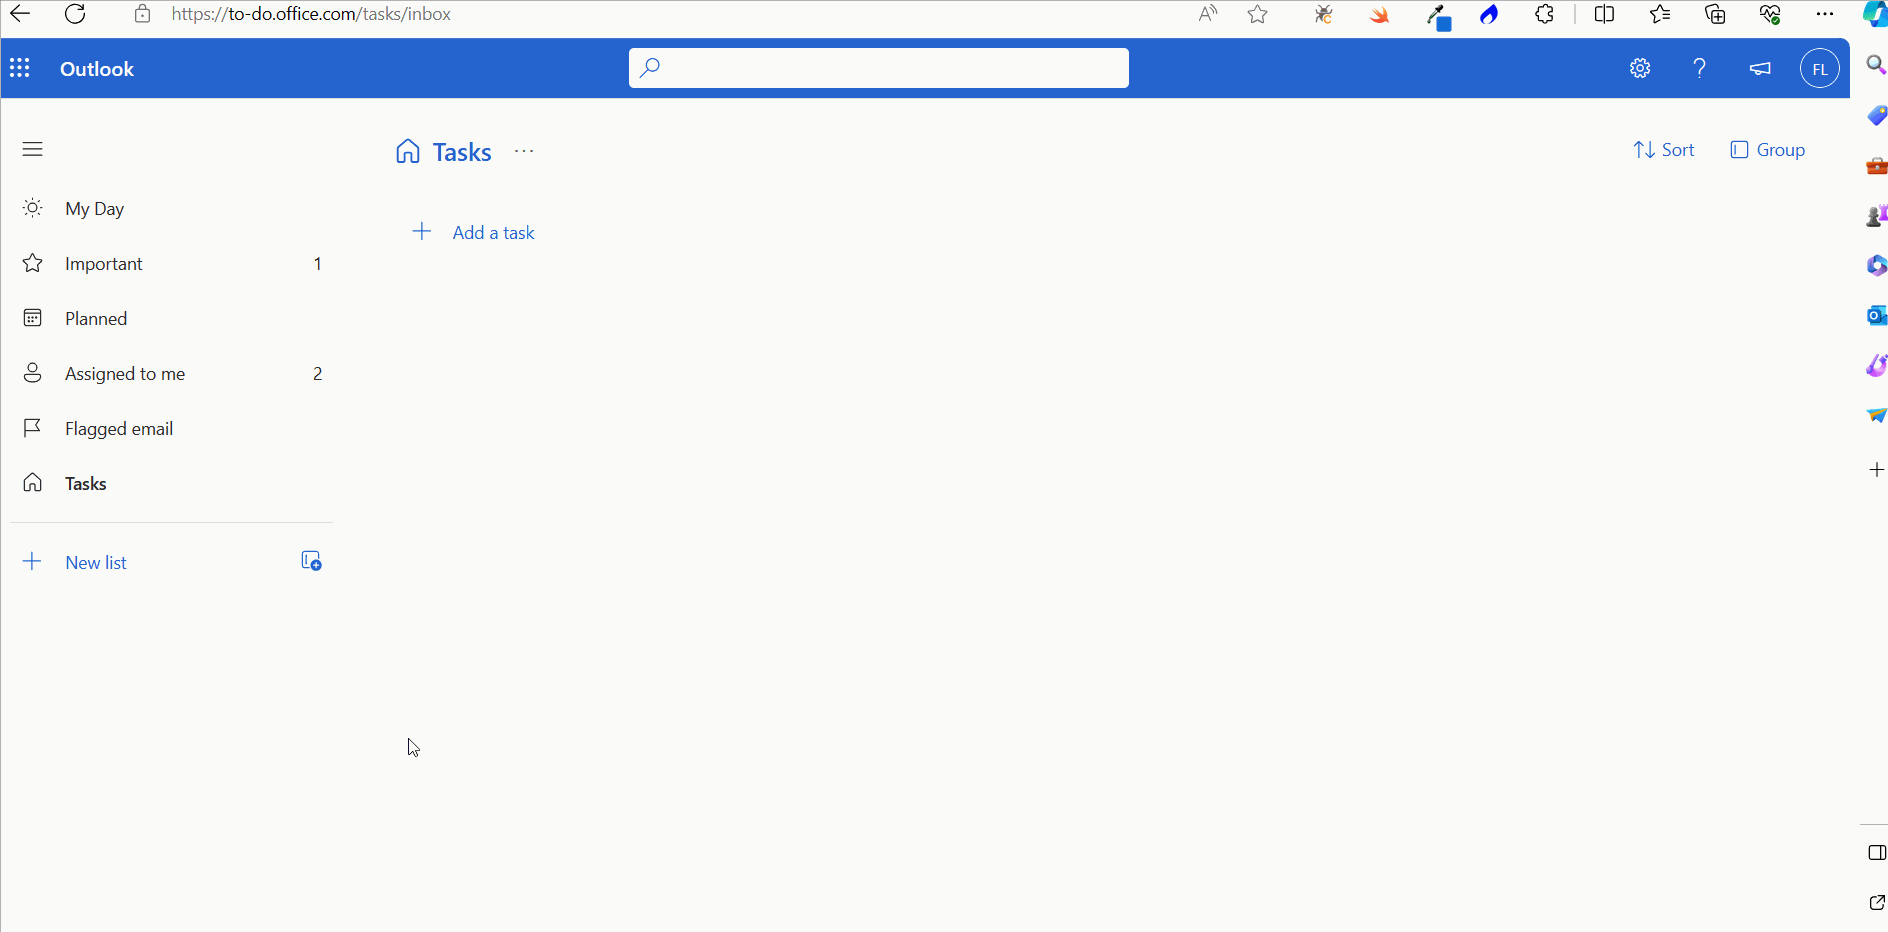 https://to-do.office.com/tasks/inbox
Outlook
FL
Tasks
Sort
Group
My Day
Add a task
Important 1
Planned
Assigned to me 2
Flagged email
Tasks
New list